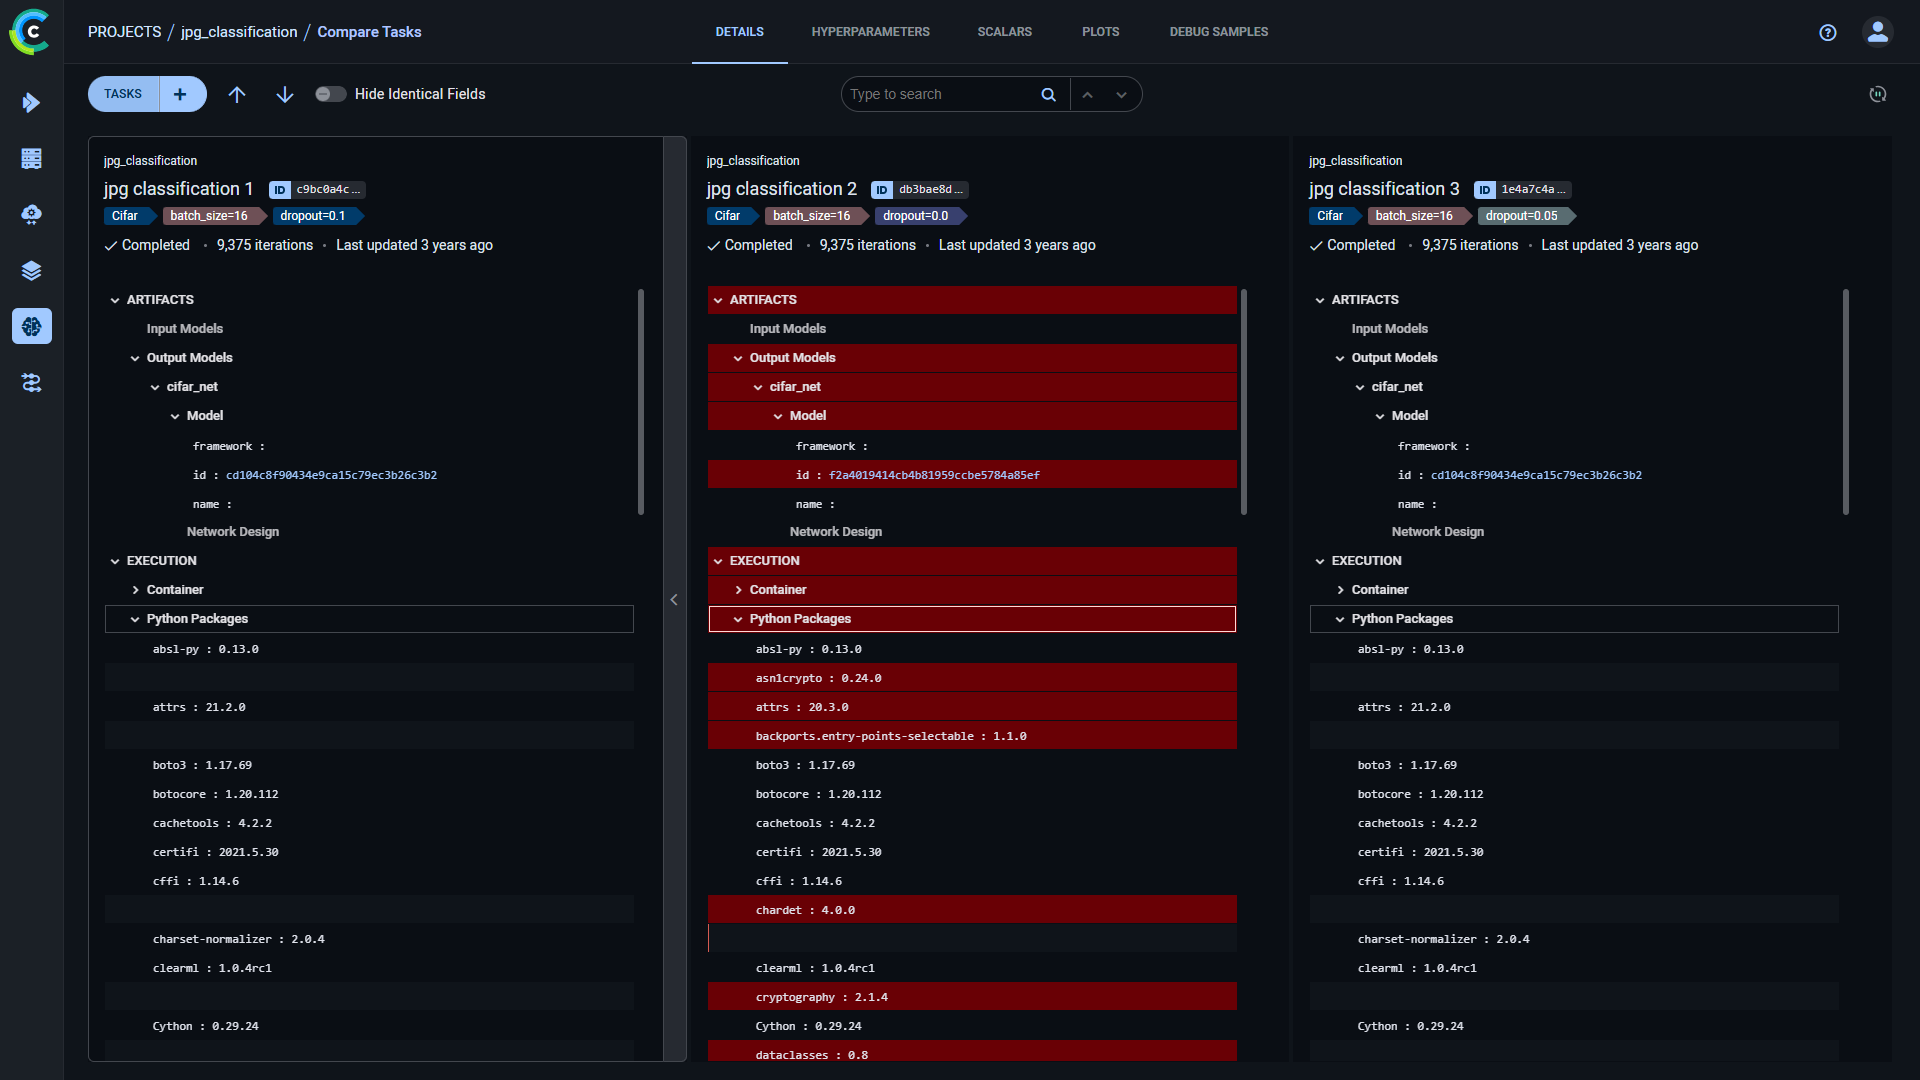 PROJECTS / jpg_classification / Compare Tasks
DETAILS
HYPERPARAMETERS
SCALARS
PLOTS
DEBUG SAMPLES
TASKS
Hide Identical Fields
Type to search
jpg_classification
jpg classification 1
ID c9bc0a4c ...
Cifar
batch_size=16
dropout=0.1
Completed • 9,375 iterations • Last updated 3 years ago
ARTIFACTS
Input Models
Output Models
cifar_net
Model
framework :
id : cd104c8f90434e9ca15c79ec3b26c3b2
name :
Network Design
EXECUTION
Container
Python Packages
absl-py : 0.13.0
attrs : 21.2.0
boto3 : 1.17.69
botocore : 1.20.112
cachetools : 4.2.2
certifi : 2021.5.30
cffi : 1.14.6
charset-normalizer : 2.0.4
clearml : 1.0.4rc1
Cython : 0.29.24
jpg_classification
jpg classification 2
ID db3bae8d ...
Cifar
batch_size=16
dropout=0.0
Completed • 9,375 iterations • Last updated 3 years ago
ARTIFACTS
Input Models
Output Models
cifar_net
Model
framework :
id : f2a4019414cb4b81959ccbe5784a85ef
name :
Network Design
EXECUTION
Container
Python Packages
absl-py : 0.13.0
asn1crypto : 0.24.0
attrs : 20.3.0
backports.entry-points-selectable : 1.1.0
boto3 : 1.17.69
botocore : 1.20.112
cachetools : 4.2.2
certifi : 2021.5.30
cffi : 1.14.6
chardet : 4.0.0
clearml : 1.0.4rc1
cryptography : 2.1.4
Cython : 0.29.24
dataclasses : 0.8
jpg_classification
jpg classification 3
ID 1e4a7c4a ...
Cifar
batch_size=16
dropout=0.05
Completed • 9,375 iterations • Last updated 3 years ago
ARTIFACTS
Input Models
Output Models
cifar_net
Model
framework :
id : cd104c8f90434e9ca15c79ec3b26c3b2
name :
Network Design
EXECUTION
Container
Python Packages
absl-py : 0.13.0
attrs : 21.2.0
boto3 : 1.17.69
botocore : 1.20.112
cachetools : 4.2.2
certifi : 2021.5.30
cffi : 1.14.6
charset-normalizer : 2.0.4
clearml : 1.0.4rc1
Cython : 0.29.24